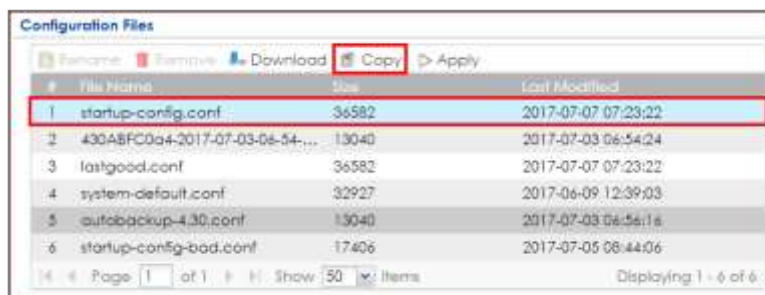 Configuration Files
Rename Remove Download Copy Apply
# File Name Size Last Modified
1 startup-config.conf 36582 2017-07-07 07:23:22
2 430ABFC0a4-2017-07-03-06-54-... 13040 2017-07-03 06:54:24
3 lastgood.conf 36582 2017-07-07 07:23:22
4 system-default.conf 32927 2017-06-09 12:39:03
5 autobackup-4.30.conf 13040 2017-07-03 06:56:16
6 startup-config-bad.conf 17406 2017-07-05 08:44:06
Page 1 of 1 Show 50 Items Displaying 1 - 6 of 6